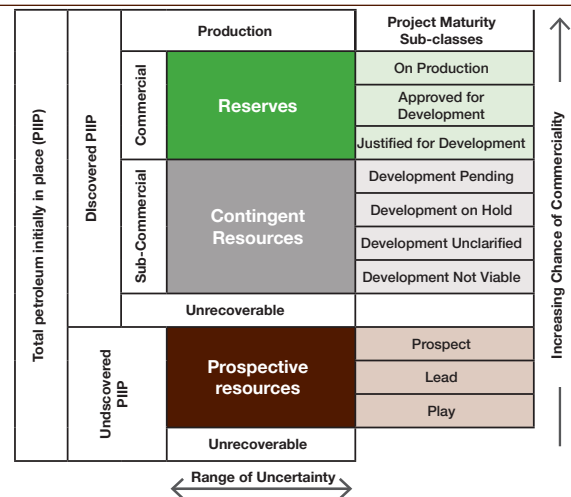 Production
Project Maturity
Sub-classes
Total petroleum initially in place (PIIP)
DIscovered PIIP
Commercial
Reserves
On Production
Approved for
Development
Justified for Development
Sub-Commercial
Contingent
Resources
Development Pending
Development on Hold
Development Unclarified
Development Not Viable
Unrecoverable
Undscovered
PIIP
Prospective
resources
Prospect
Lead
Play
Unrecoverable
Range of Uncertainty
Increasing Chance of Commerciality